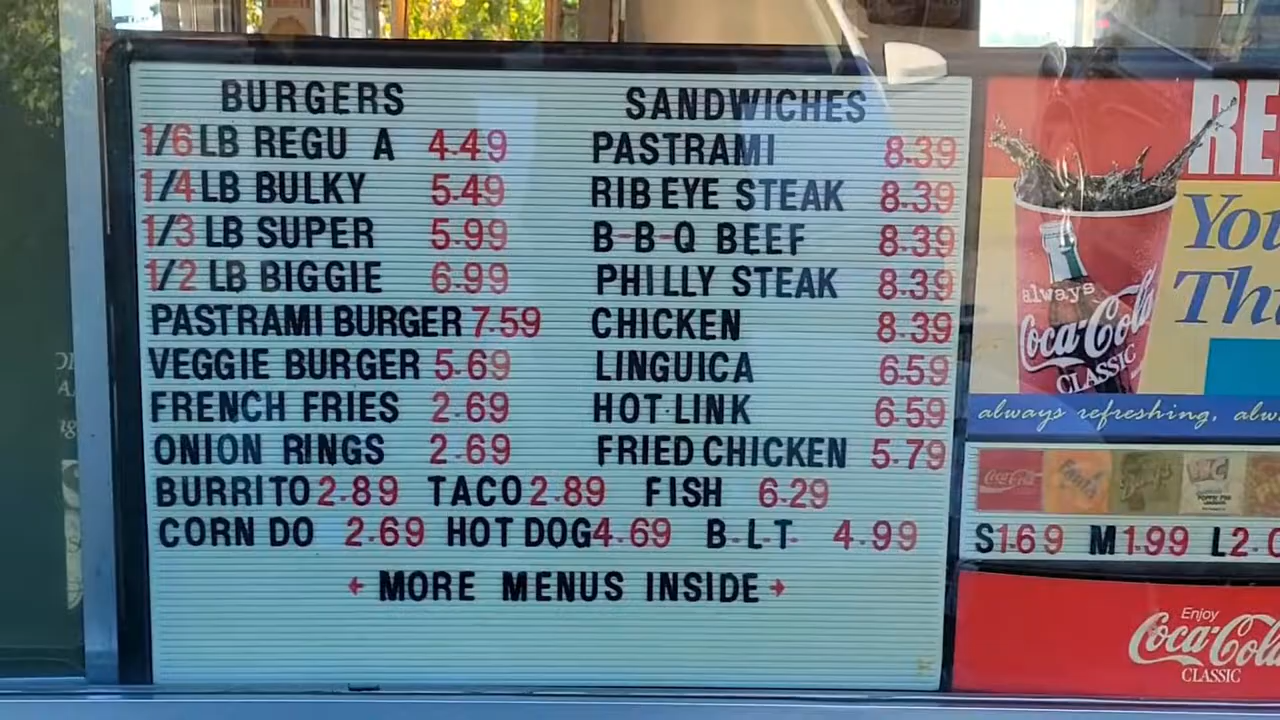 BURGERS
1/6 LB REGU A 4.49
1/4 LB BULKY 5.49
1/3 LB SUPER 5.99
1/2 LB BIGGIE 6.99
PASTRAMI BURGER 7.59
VEGGIE BURGER 5.69
FRENCH FRIES 2.69
ONION RINGS 2.69
BURRITO 2.89 TACO 2.89 FISH 6.29
CORN DO 2.69 HOT DOG 4.69 B-L-T- 4.99
←MORE MENUS INSIDE→
SANDWICHES
PASTRAMI 8.39
RIB EYE STEAK 8.39
B-B-Q BEEF 8.39
PHILLY STEAK 8.39
CHICKEN 8.39
LINGUICA 6.59
HOT LINK 6.59
FRIED CHICKEN 5.79
RE
You
Th
always
Coca-Cola
CLASSIC
always refreshing, alw
S 1.69 M 1.99 L 2.0
Enjoy
Coca-Cola
CLASSIC